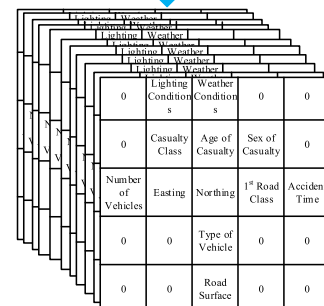 Lighting Weather
Lighting Weather
Lighting Weather
Lighting Weather
Lighting Weather
0 Lighting Weather 0 0
Condition Condition
s s
0 Casualty Age of Sex of 0
Class Casualty Casualty
Number Easting Northing 1st Road Acciden
of Class Time
Vehicles
0 0 Type of 0 0
Vehicle
0 0 Road 0 0
Surface